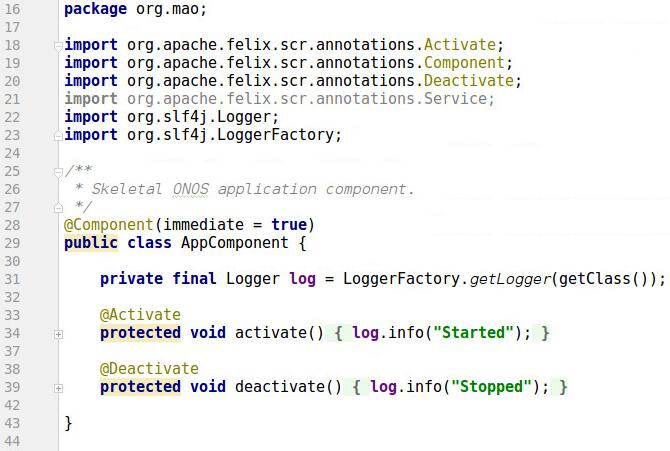 16 package org.mao;
17
18 import org.apache.felix.scr.annotations.Activate;
19 import org.apache.felix.scr.annotations.Component;
20 import org.apache.felix.scr.annotations.Deactivate;
21 import org.apache.felix.scr.annotations.Service;
22 import org.slf4j.Logger;
23 import org.slf4j.LoggerFactory;
24
25 /**
26  * Skeletal ONOS application component.
27  */
28 @Component(immediate = true)
29 public class AppComponent {
30
31     private final Logger log = LoggerFactory.getLogger(getClass());
32
33     @Activate
34     protected void activate() { log.info("Started"); }
37
38     @Deactivate
39     protected void deactivate() { log.info("Stopped"); }
42
43 }
44